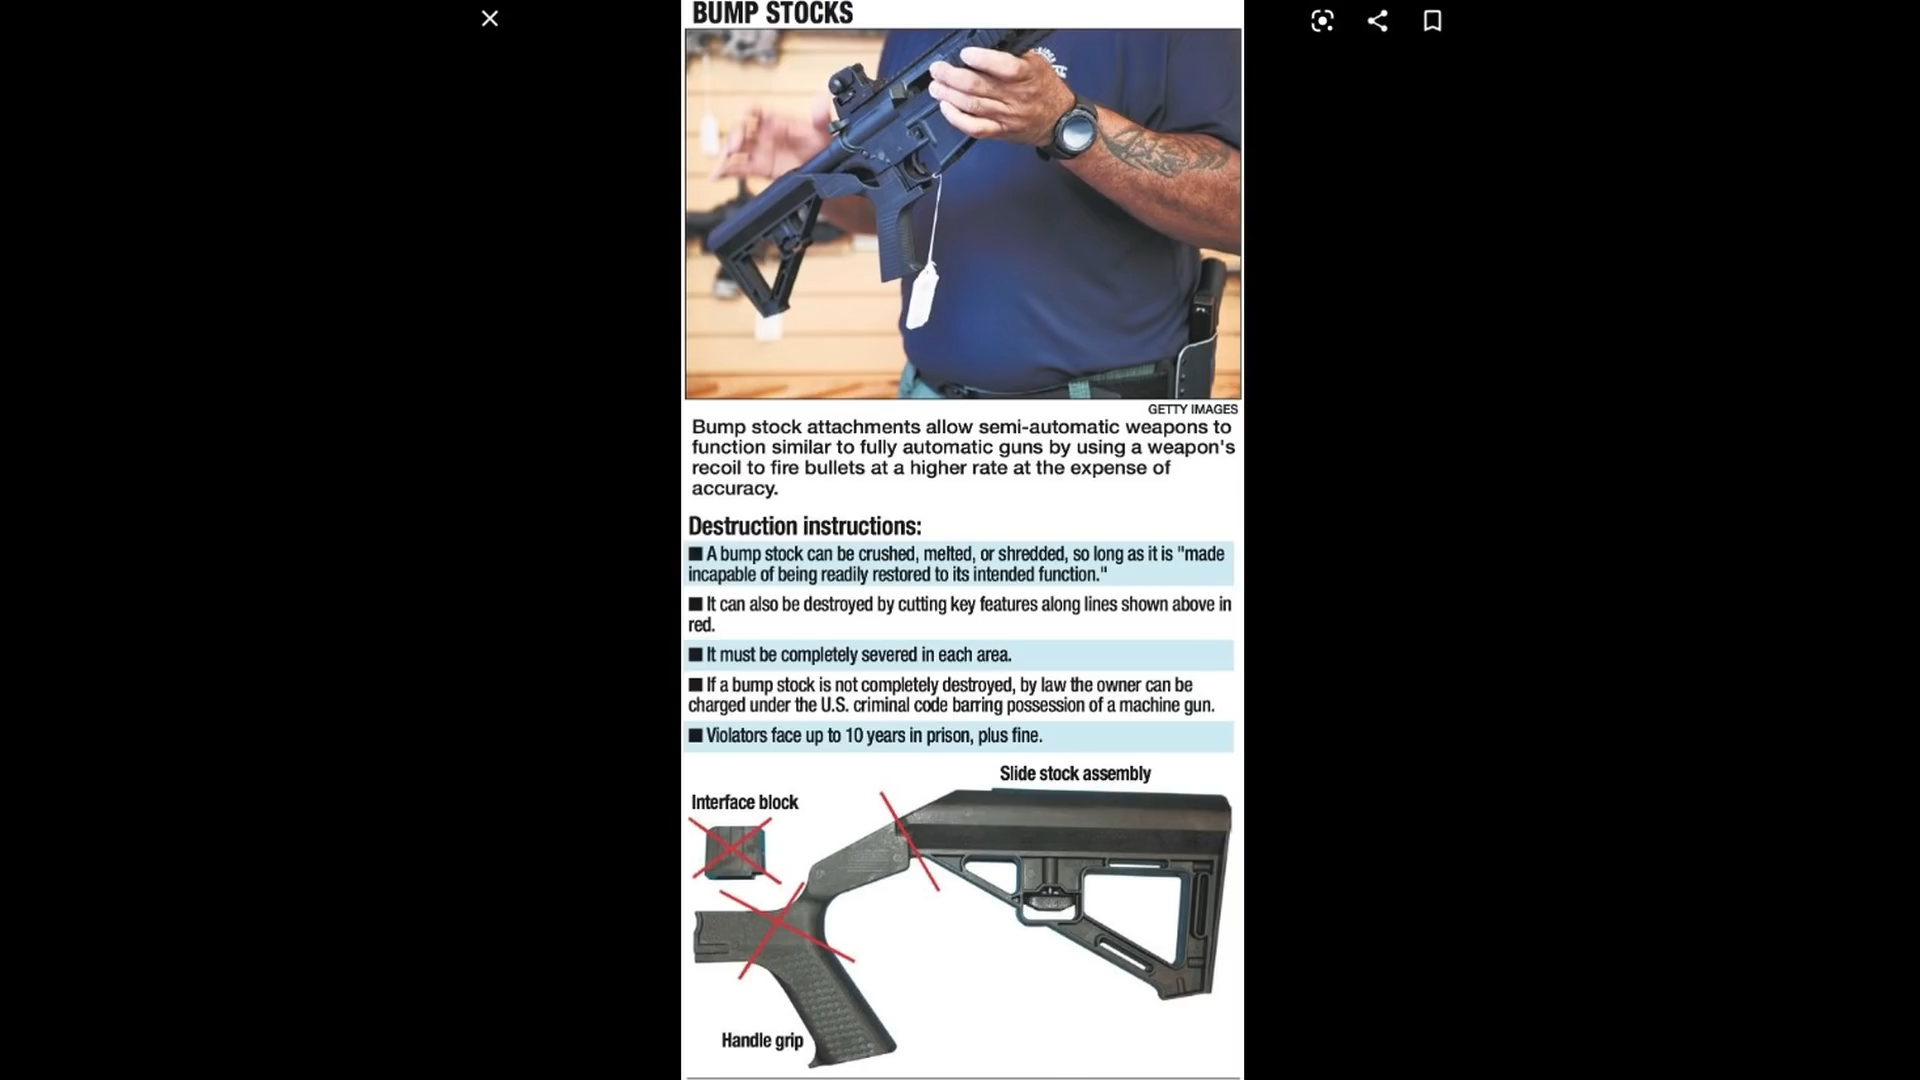 BUMP STOCKS
GETTY IMAGES
Bump stock attachments allow semi-automatic weapons to
function similar to fully automatic guns by using a weapon's
recoil to fire bullets at a higher rate at the expense of
accuracy.
Destruction instructions:
■ A bump stock can be crushed, melted, or shredded, so long as it is "made
incapable of being readily restored to its intended function."
■ It can also be destroyed by cutting key features along lines shown above in
red.
■ It must be completely severed in each area.
■ If a bump stock is not completely destroyed, by law the owner can be
charged under the U.S. criminal code barring possession of a machine gun.
■ Violators face up to 10 years in prison, plus fine.
Slide stock assembly
Interface block
Handle grip